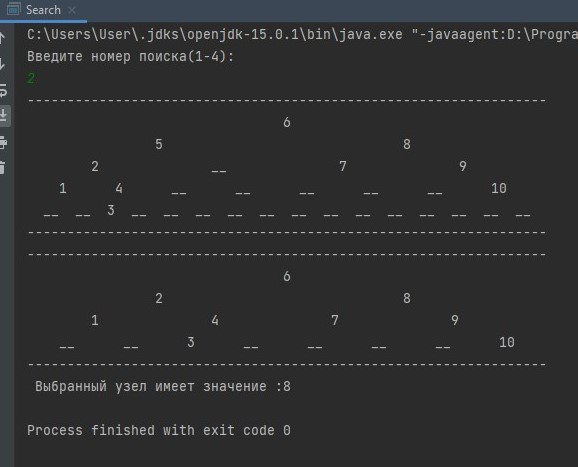 Search
C:\Users\User\.jdks\openjdk-15.0.1\bin\java.exe "-javaagent:D:\Progra
Введите номер поиска(1-4):
2
-----------------------------------------------------------------
6
5 8
2 __ 7 9
1 4 __ __ __ __ __ 10
__ __ 3 __ __ __ __ __ __ __ __ __ __ __ __ __
-----------------------------------------------------------------
-----------------------------------------------------------------
6
2 8
1 4 7 9
__ __ 3 __ __ __ __ 10
-----------------------------------------------------------------
Выбранный узел имеет значение :8
Process finished with exit code 0